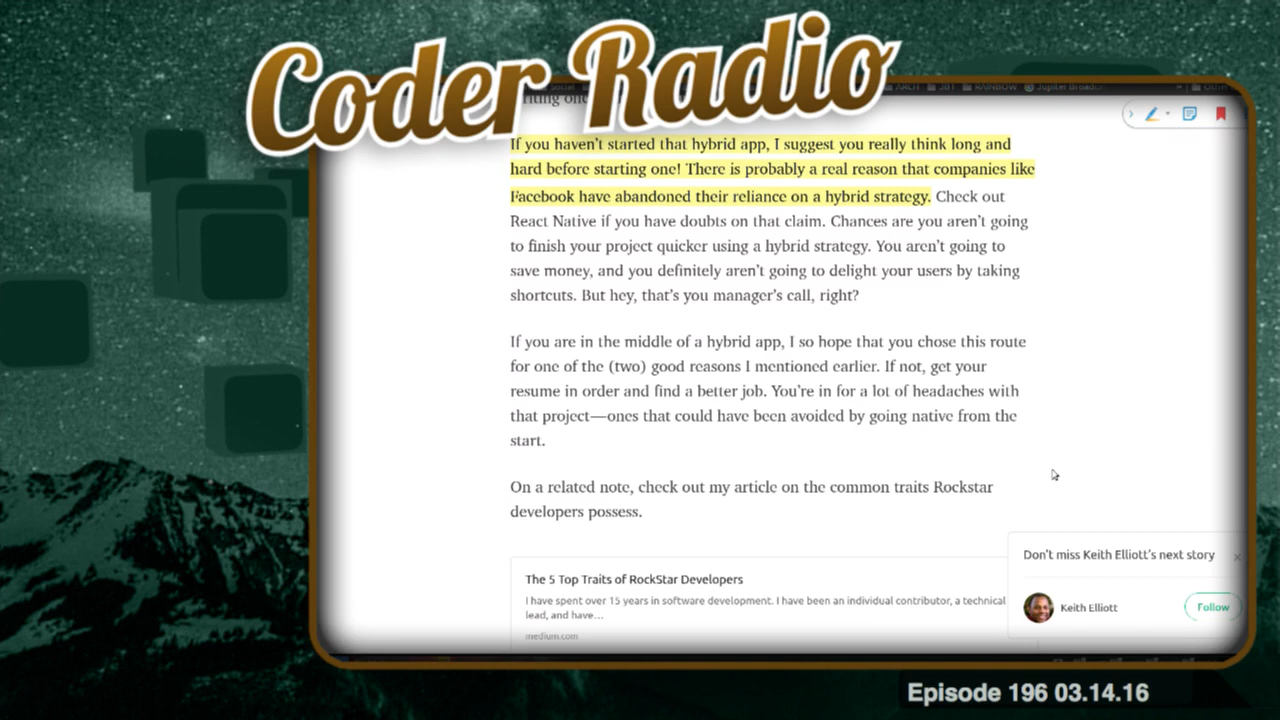 Coder Radio
If you haven't started that hybrid app, I suggest you really think long and
hard before starting one! There is probably a real reason that companies like
Facebook have abandoned their reliance on a hybrid strategy. Check out
React Native if you have doubts on that claim. Chances are you aren't going
to finish your project quicker using a hybrid strategy. You aren't going to
save money, and you definitely aren't going to delight your users by taking
shortcuts. But hey, that's you manager's call, right?
If you are in the middle of a hybrid app, I so hope that you chose this route
for one of the (two) good reasons I mentioned earlier. If not, get your
resume in order and find a better job. You're in for a lot of headaches with
that project—ones that could have been avoided by going native from the
start.
On a related note, check out my article on the common traits Rockstar
developers possess.
The 5 Top Traits of RockStar Developers
I have spent over 15 years in software development. I have been an individual contributor, a technical
lead, and have...
medium.com
Don't miss Keith Elliott's next story
Keith Elliott
Follow
Episode 196 03.14.16